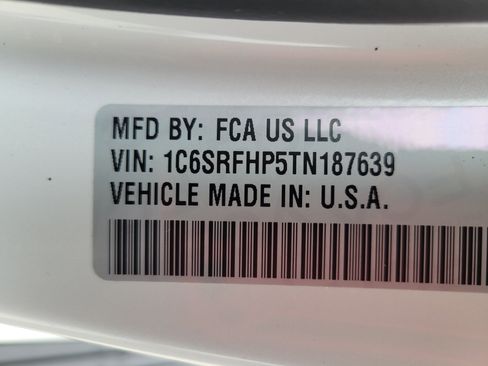 MFD BY: FCA US LLC
VIN: 1C6SRFHP5TN187639
VEHICLE MADE IN: U.S.A.